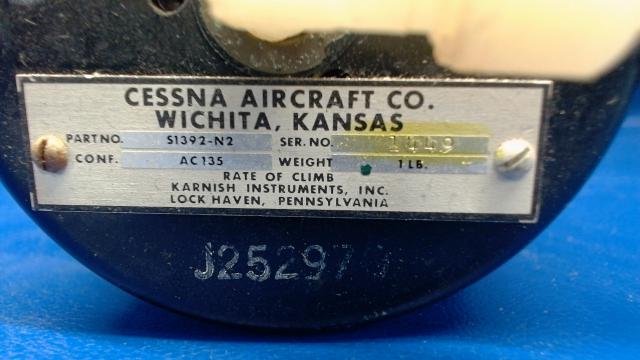 CESSNA AIRCRAFT CO.
WICHITA, KANSAS
PART NO. S1392-N2 SER. NO. 1449
CONF. AC135 WEIGHT 1 LB.
RATE OF CLIMB
KARNISH INSTRUMENTS, INC.
LOCK HAVEN, PENNSYLVANIA